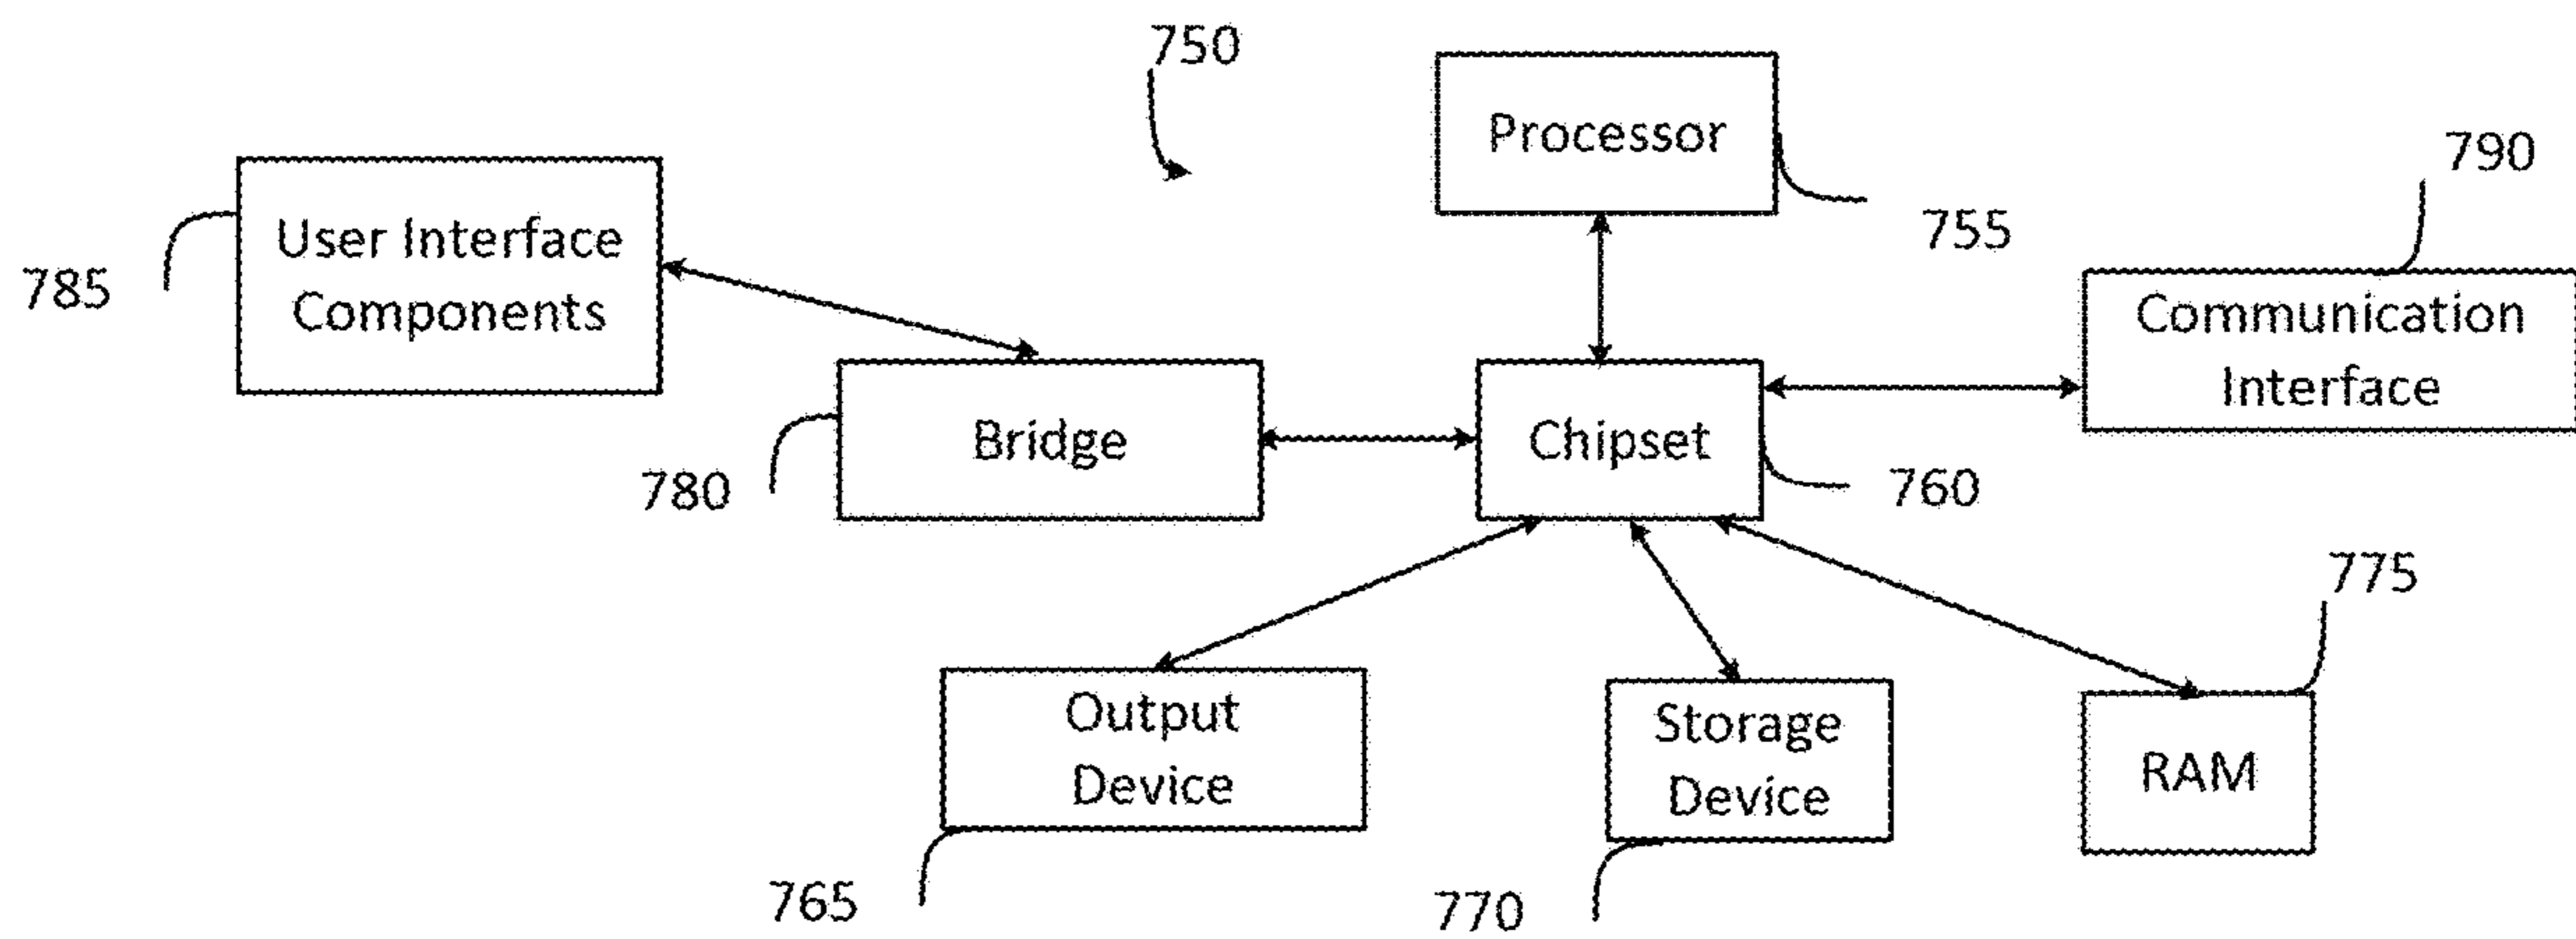 750
Processor
790
User Interface
Components
755
785
Communication
Interface
Bridge
Chipset
780
760
775
Output
Device
Storage
Device
RAM
765
770